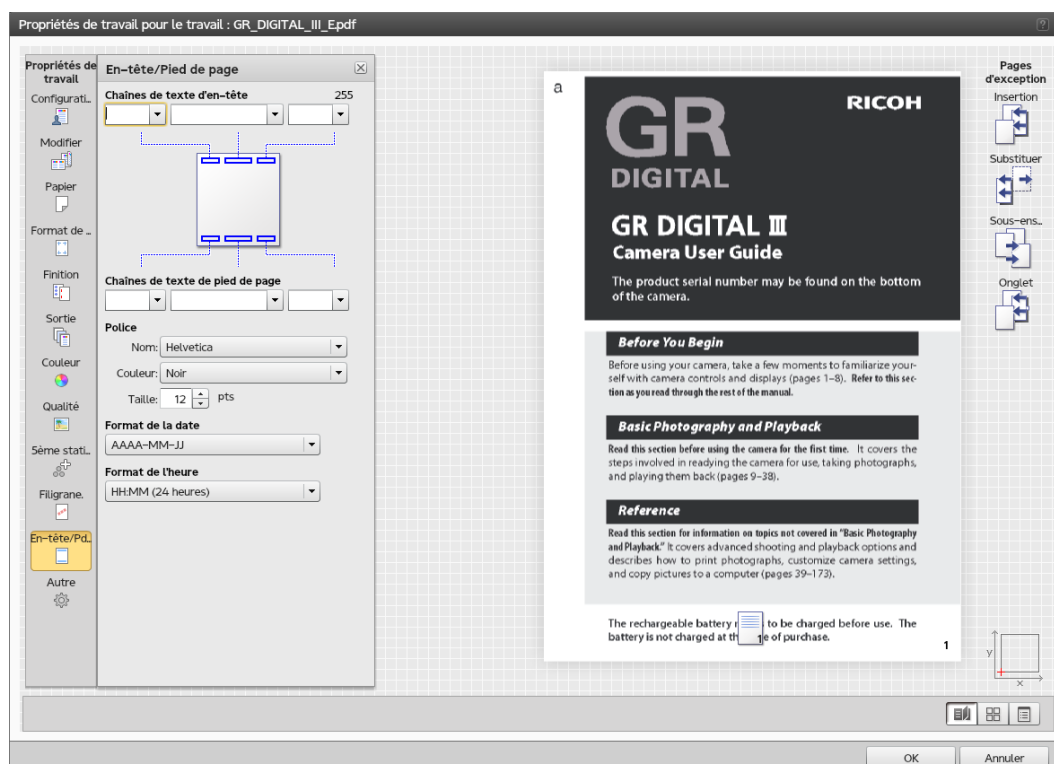 Propriétés de travail pour le travail : GR_DIGITAL_III_E.pdf
?
Propriétés de
travail
Configurati..
Modifier
Papier
Format de ..
Finition
Sortie
Couleur
Qualité
5ème stati..
Filigrane.
En-tête/Pd..
Autre
En-tête/Pied de page
Chaînes de texte d'en-tête 255
Chaînes de texte de pied de page
Police
Nom: Helvetica
Couleur: Noir
Taille: 12 pts
Format de la date
AAAA-MM-JJ
Format de l'heure
HH:MM (24 heures)
a
RICOH
GR
DIGITAL
GR DIGITAL III
Camera User Guide
The product serial number may be found on the bottom
of the camera.
Before You Begin
Before using your camera, take a few moments to familiarize your-
self with camera controls and displays (pages 1–8). Refer to this sec-
tion as you read through the rest of the manual.
Basic Photography and Playback
Read this section before using the camera for the first time. It covers the
steps involved in readying the camera for use, taking photographs,
and playing them back (pages 9–38).
Reference
Read this section for information on topics not covered in "Basic Photography
and Playback." It covers advanced shooting and playback options and
describes how to print photographs, customize camera settings,
and copy pictures to a computer (pages 39–173).
The rechargeable battery to be charged before use. The
battery is not charged at of purchase.
1
1
Pages
d'exception
Insertion
Substituer
Sous-ens..
Onglet
y
x
OK
Annuler